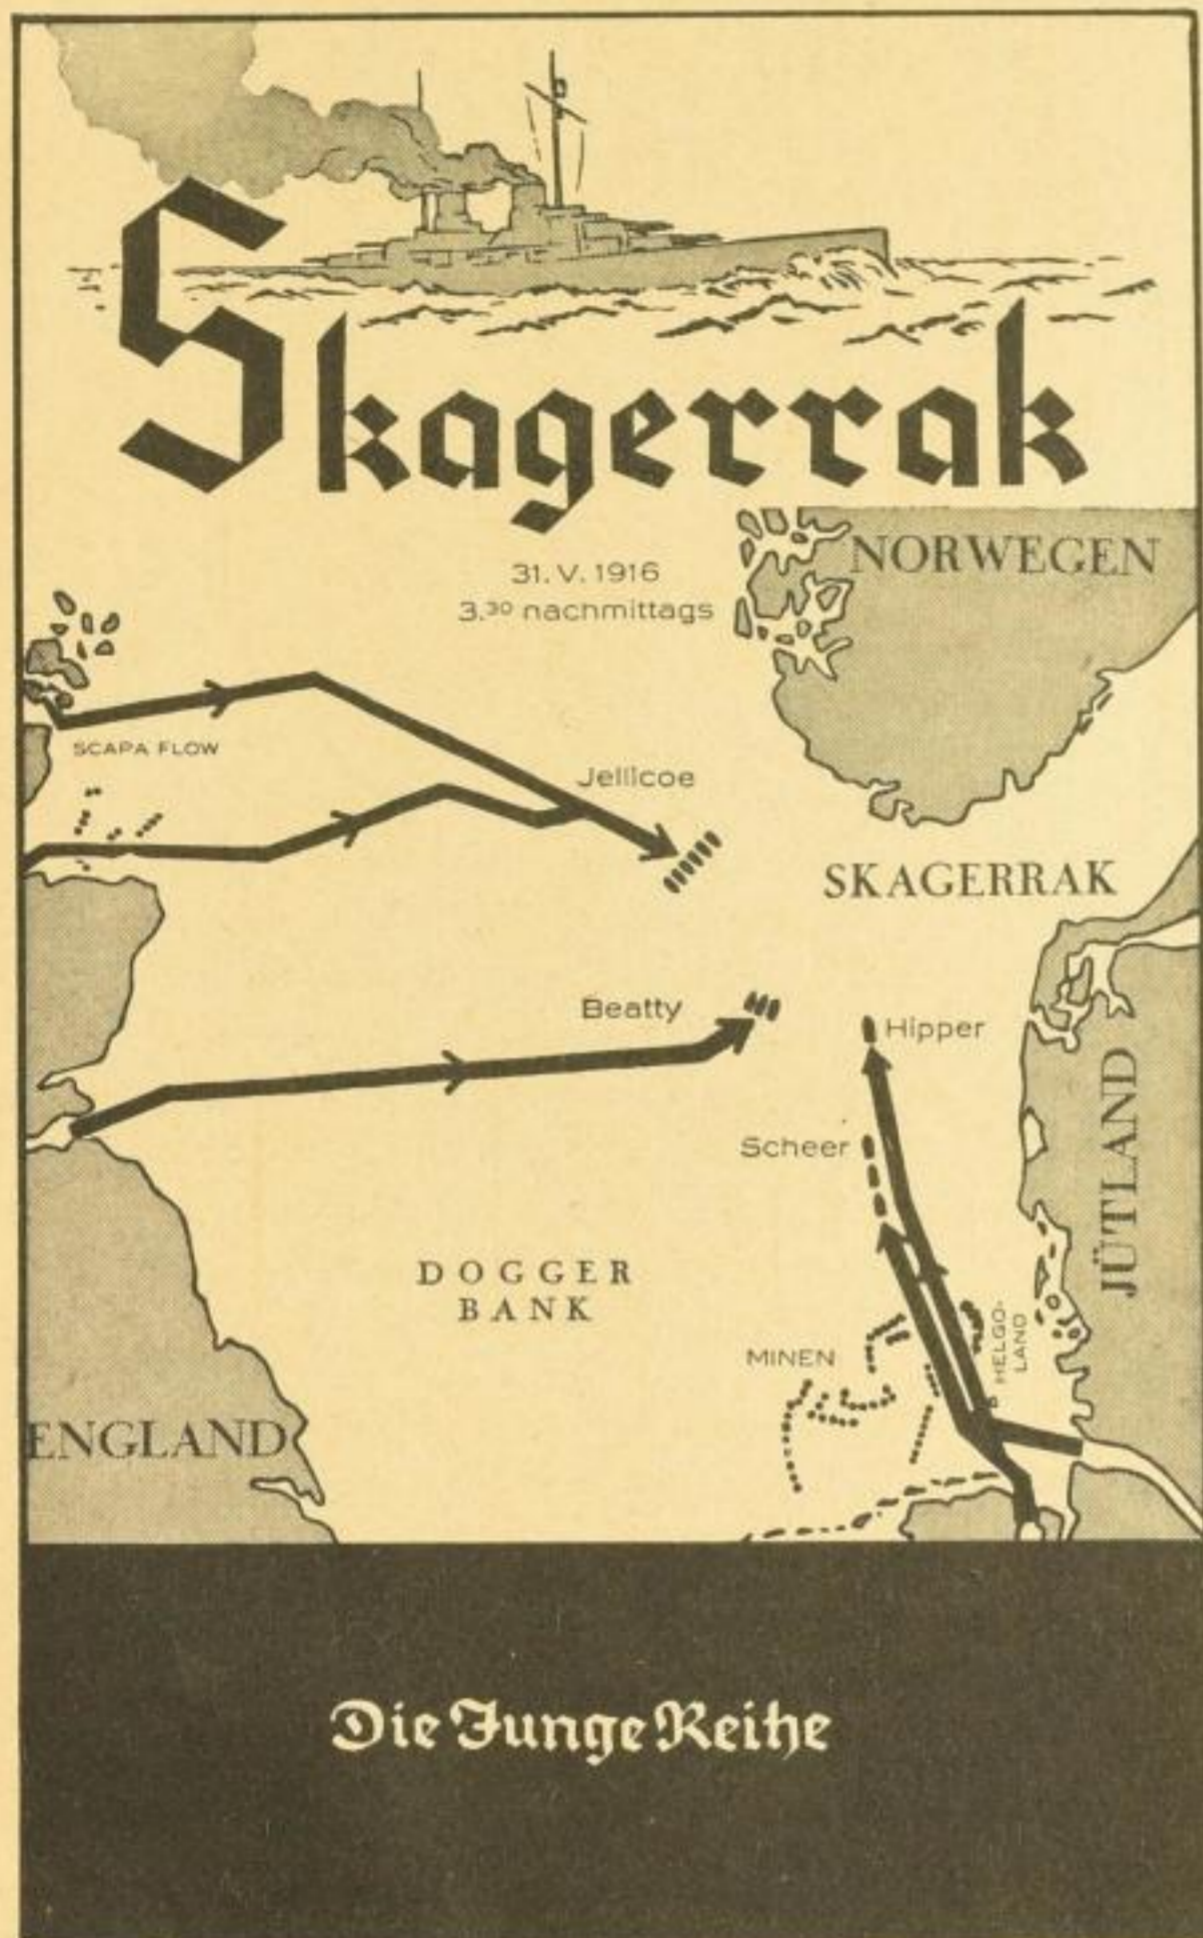 Skagerrak
31. V. 1916
3.30 nachmittags
NORWEGEN
SCAPA FLOW
Jellicoe
SKAGERRAK
Beatty
Hipper
Scheer
JÜTLAND
DOGGER
BANK
HELGO-
LAND
MINEN
ENGLAND
Die Junge Reihe